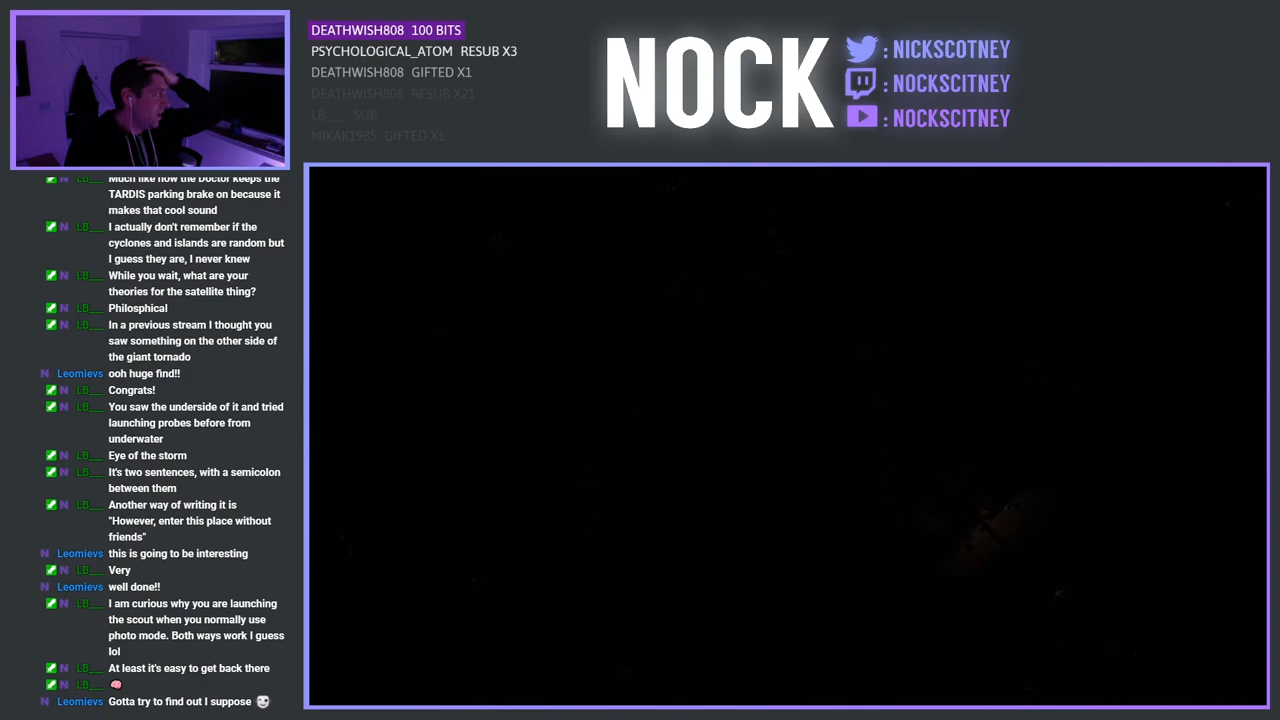 DEATHWISH808 100 BITS
PSYCHOLOGICAL_ATOM RESUB X3
DEATHWISH808 GIFTED X1
DEATHWISH808 RESUB X21
LB___ SUB
MIKAK1985 GIFTED X1
NOCK
: NICKSCOTNEY
: NOCKSCITNEY
: NOCKSCITNEY
N LB___ Much like how the Doctor keeps the
TARDIS parking brake on because it
makes that cool sound
N LB___ I actually don't remember if the
cyclones and islands are random but
I guess they are, I never knew
N LB___ While you wait, what are your
theories for the satellite thing?
N LB___ Philosphical
N LB___ In a previous stream I thought you
saw something on the other side of
the giant tornado
N Leomievs ooh huge find!!
N LB___ Congrats!
N LB___ You saw the underside of it and tried
launching probes before from
underwater
N LB___ Eye of the storm
N LB___ It's two sentences, with a semicolon
between them
N LB___ Another way of writing it is
"However, enter this place without
friends"
N Leomievs this is going to be interesting
N LB___ Very
N Leomievs well done!!
N LB___ I am curious why you are launching
the scout when you normally use
photo mode. Both ways work I guess
lol
N LB___ At least it's easy to get back there
N LB___
N Leomievs Gotta try to find out I suppose